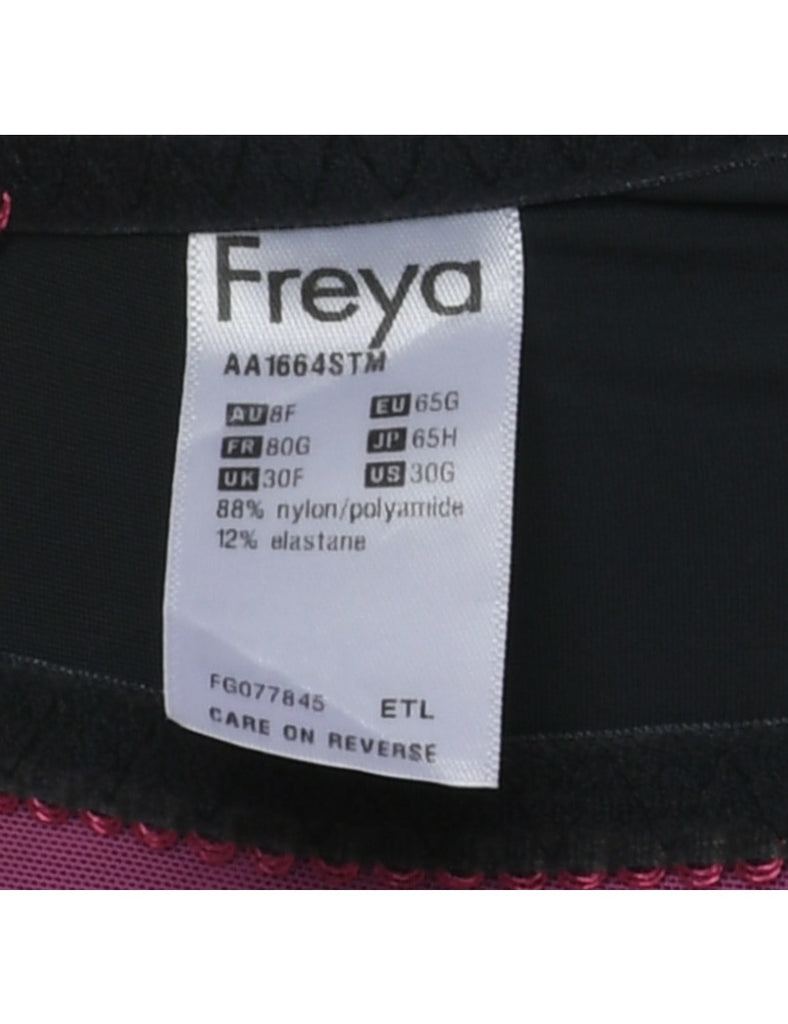 Freya
AA1664STM
AU 8F EU 65G
FR 80G JP 65H
UK 30F US 30G
88% nylon/polyamide
12% elastane
FG077845 ETL
CARE ON REVERSE